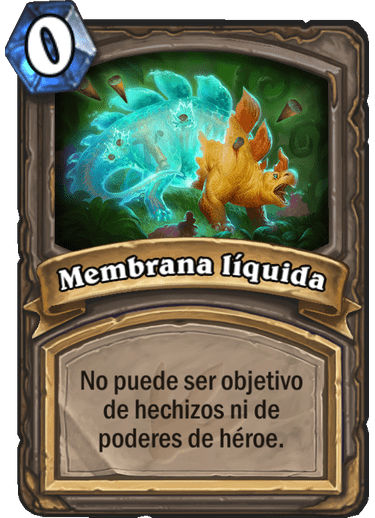 0
Membrana líquida
No puede ser objetivo
de hechizos ni de
poderes de héroe.